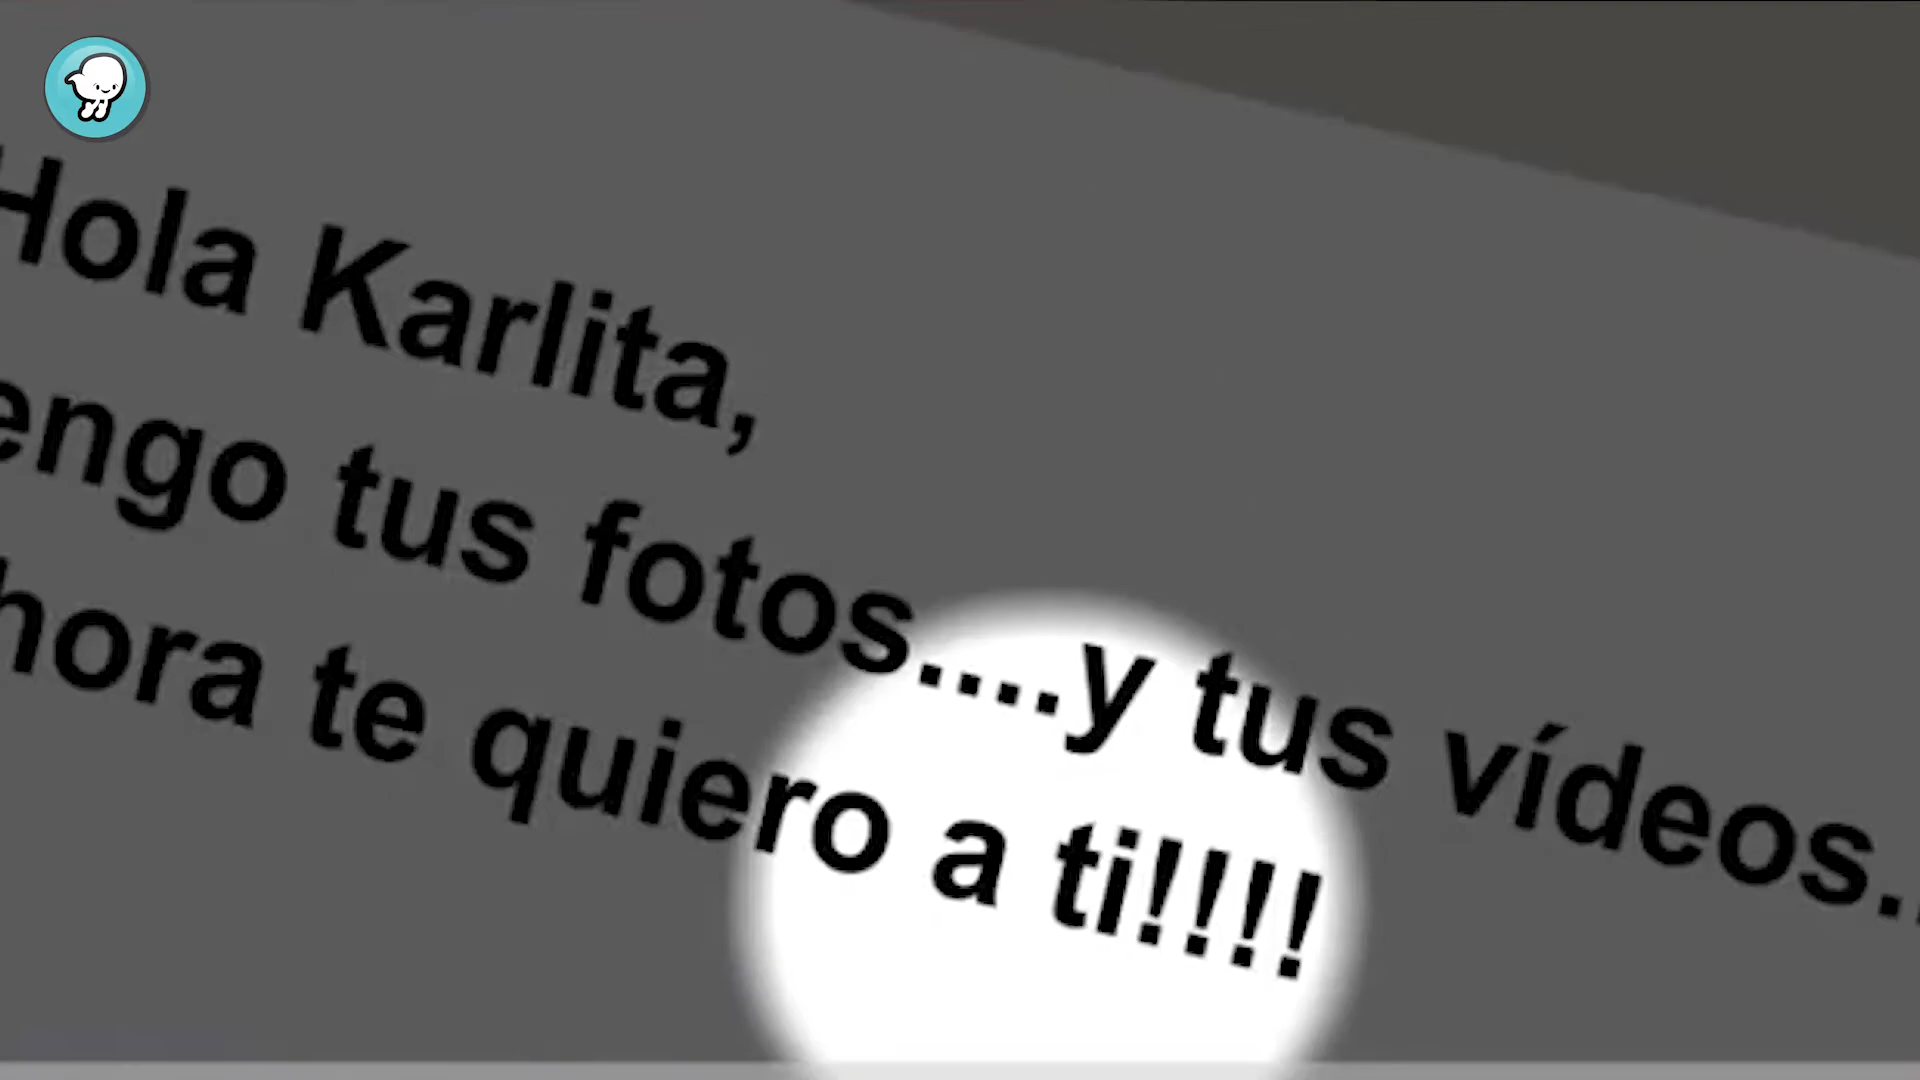 Hola Karlita,
engo tus fotos....y tus vídeos..
hora te quiero a ti!!!!